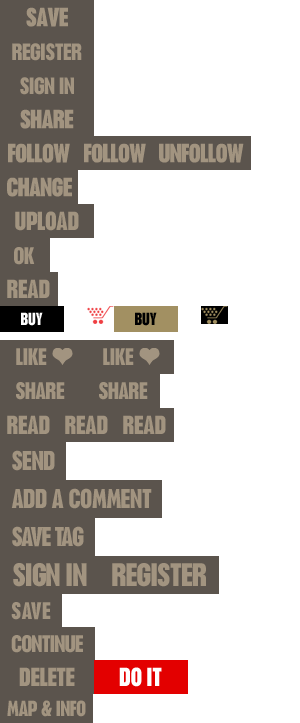 SAVE
REGISTER
SIGN IN
SHARE
FOLLOW FOLLOW UNFOLLOW
CHANGE
UPLOAD
OK
READ
BUY BUY
LIKE ❤ LIKE ❤
SHARE SHARE
READ READ READ
SEND
ADD A COMMENT
SAVE TAG
SIGN IN REGISTER
SAVE
CONTINUE
DELETE DO IT
MAP & INFO